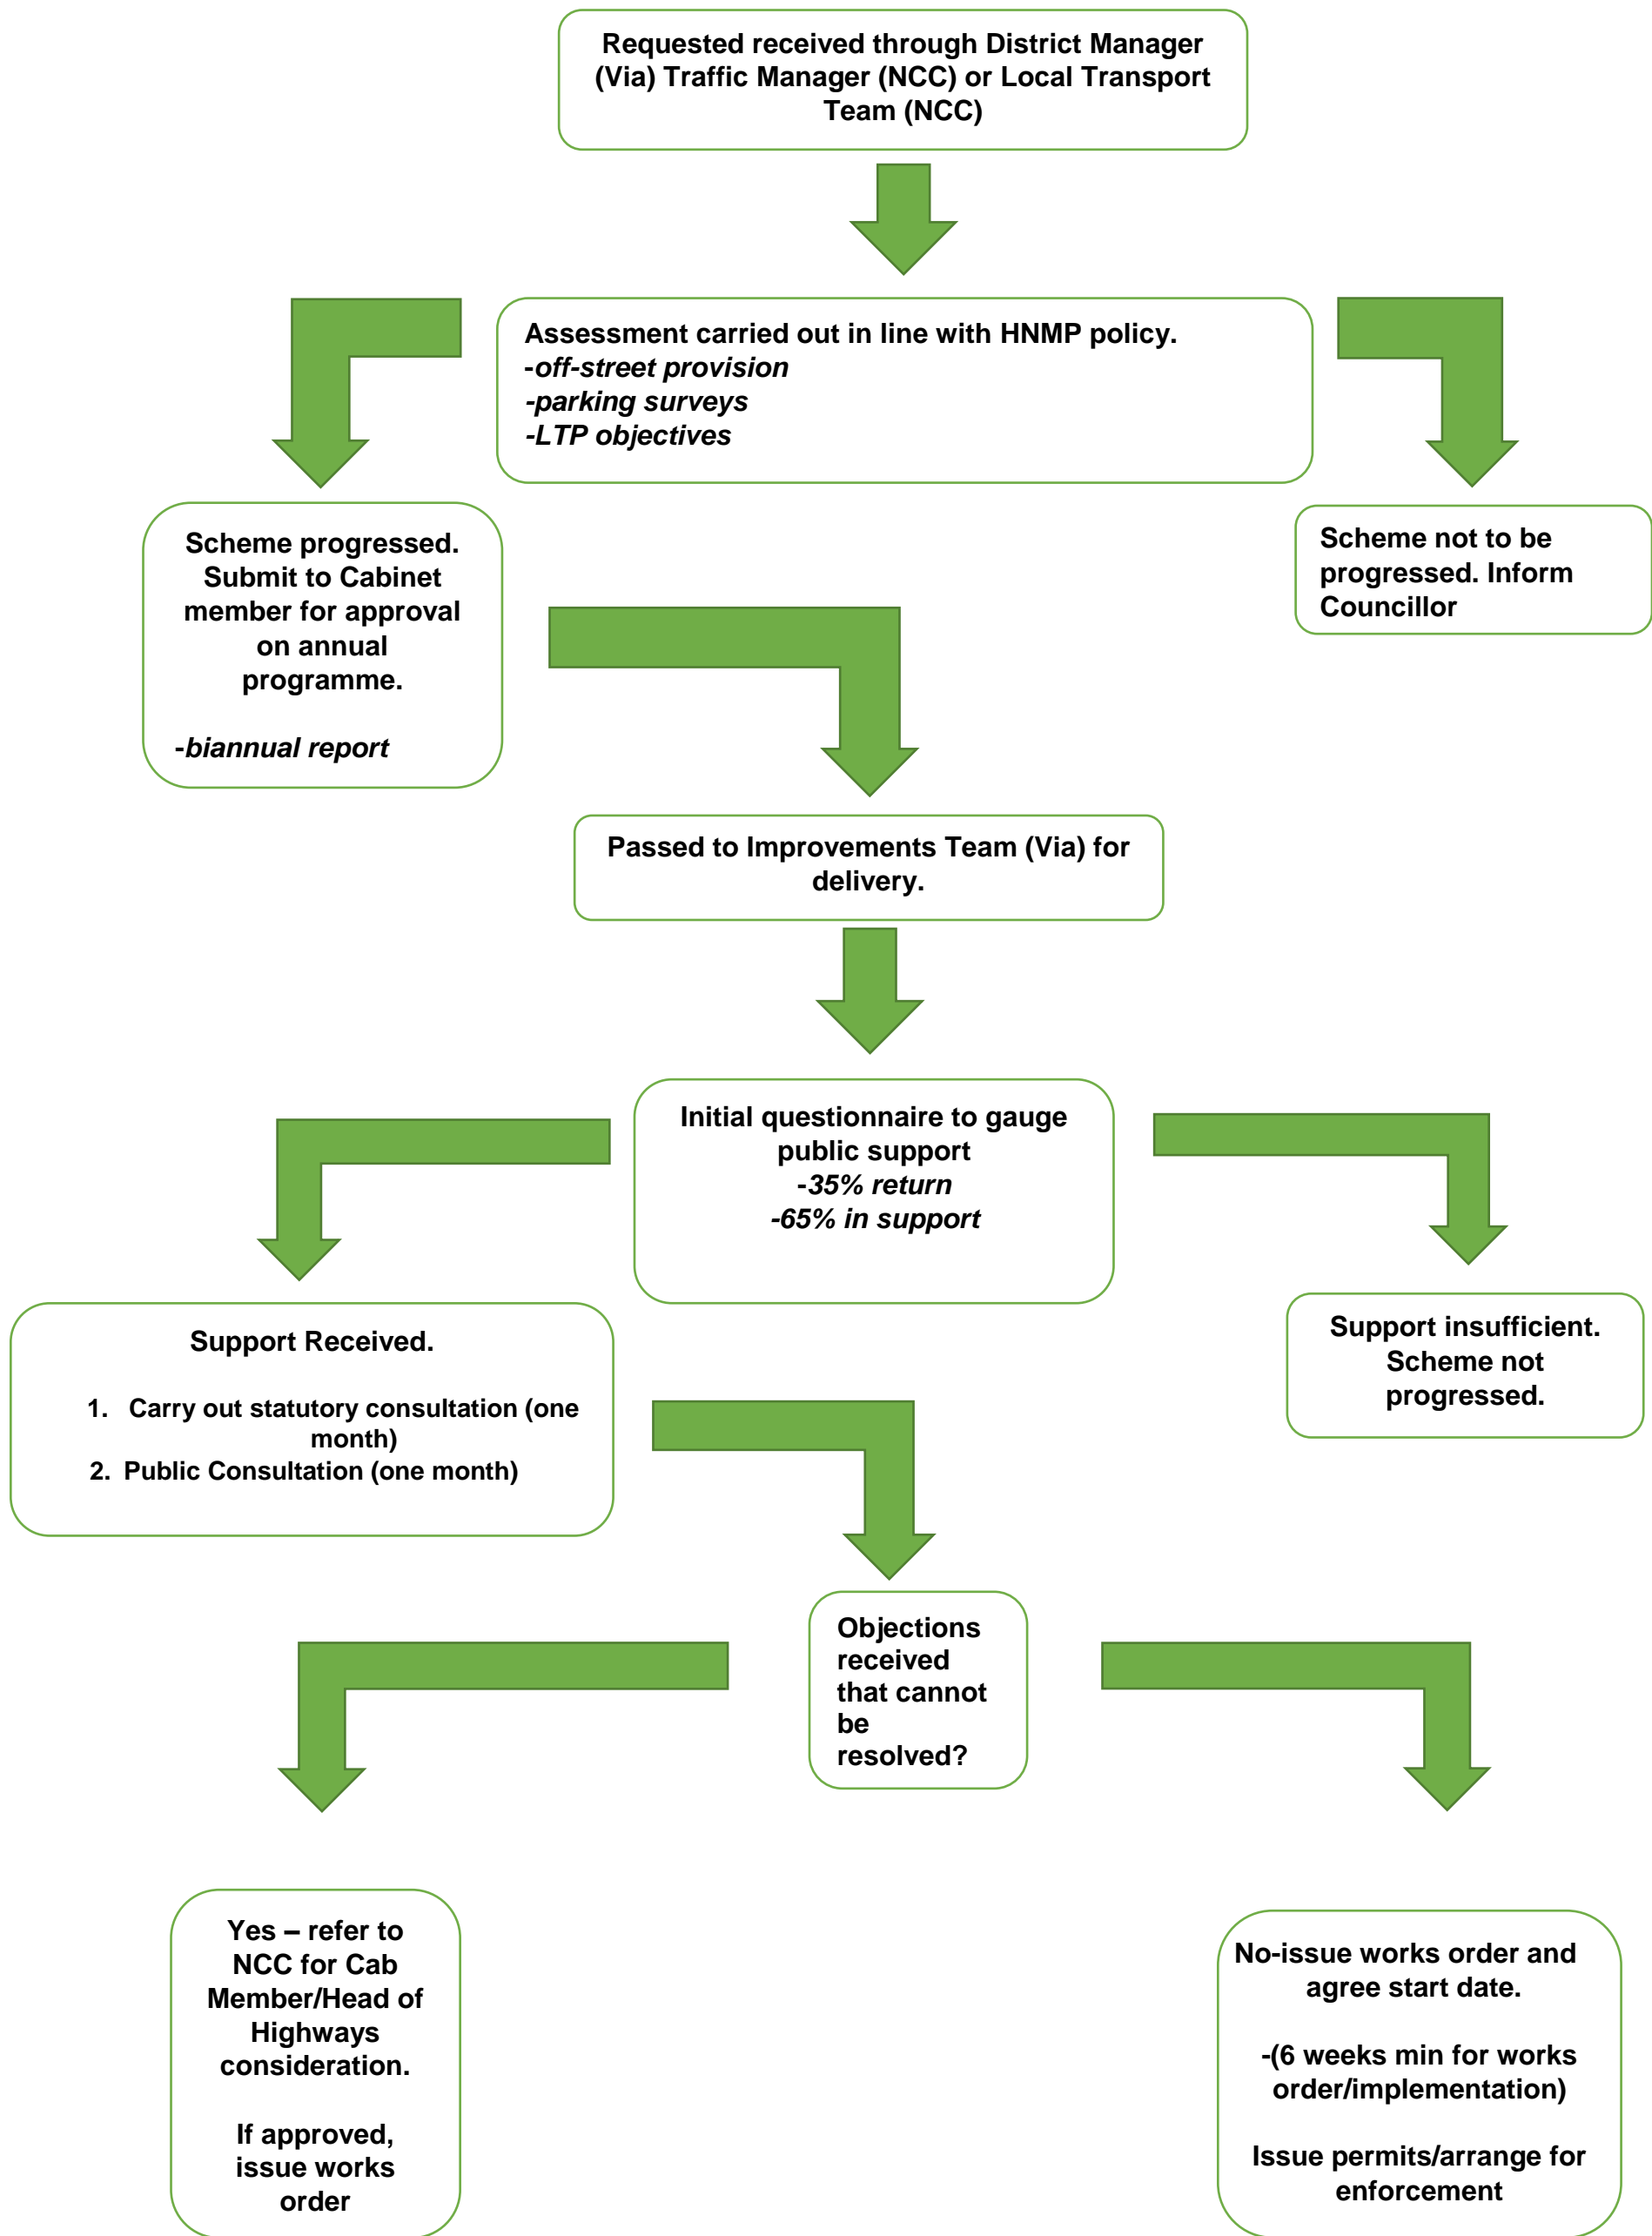 Requested received through District Manager
(Via) Traffic Manager (NCC) or Local Transport
Team (NCC)
Assessment carried out in line with HNMP policy.
-off-street provision
-parking surveys
-LTP objectives
Scheme progressed.
Submit to Cabinet
member for approval
on annual
programme.
-biannual report
Scheme not to be
progressed. Inform
Councillor
Passed to Improvements Team (Via) for
delivery.
Initial questionnaire to gauge
public support
-35% return
-65% in support
Support Received.
1. Carry out statutory consultation (one
month)
2. Public Consultation (one month)
Support insufficient.
Scheme not
progressed.
Objections
received
that cannot
be
resolved?
Yes – refer to
NCC for Cab
Member/Head of
Highways
consideration.
If approved,
issue works
order
No-issue works order and
agree start date.
-(6 weeks min for works
order/implementation)
Issue permits/arrange for
enforcement